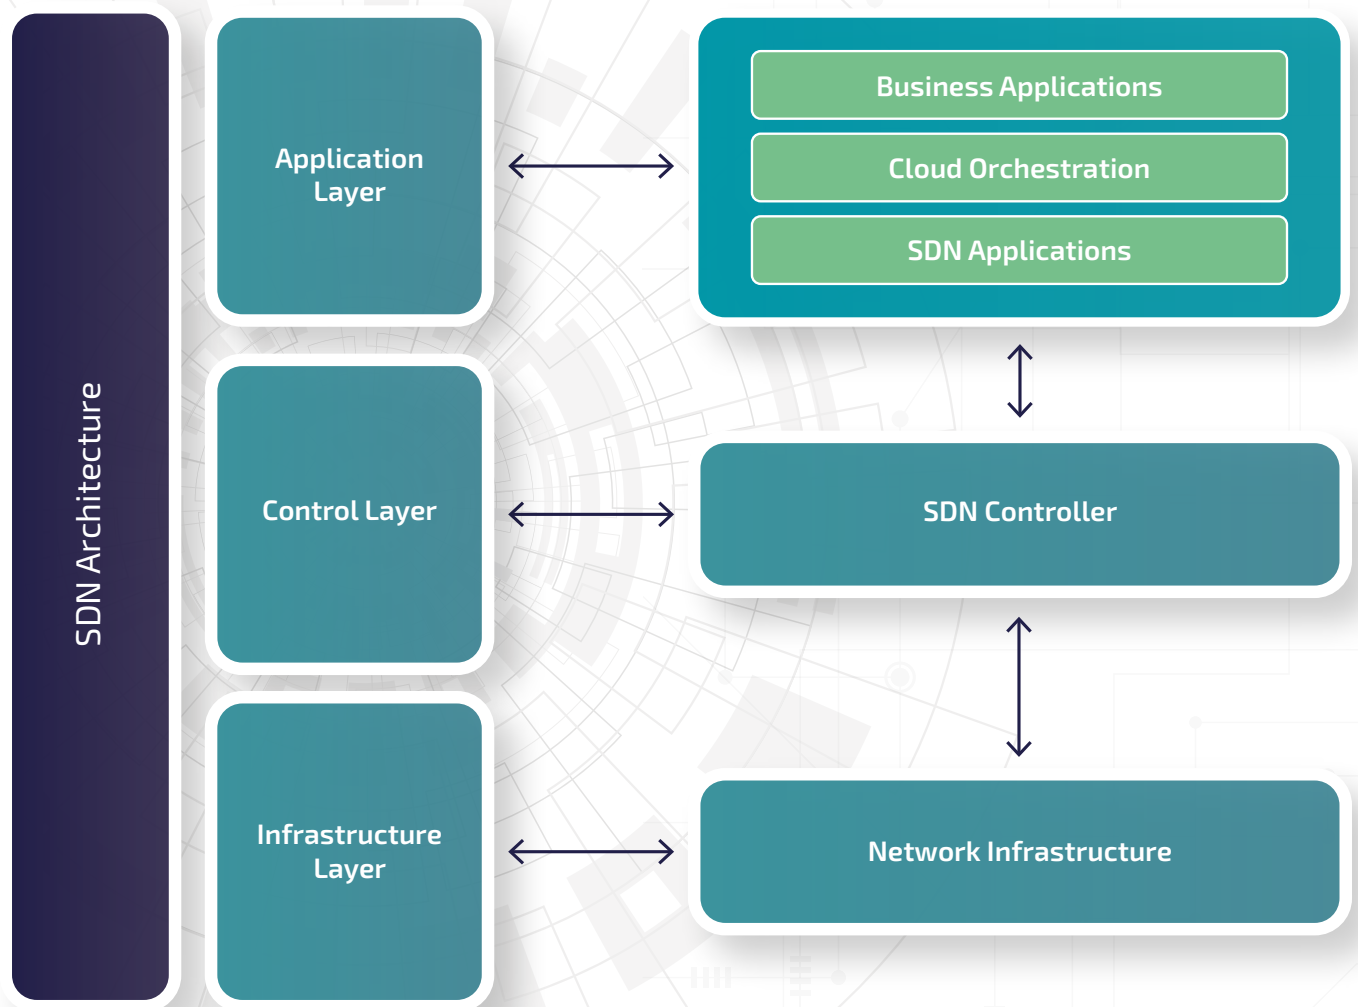 SDN Architecture
Application
Layer
Business Applications
Cloud Orchestration
SDN Applications
Control Layer
SDN Controller
Infrastructure
Layer
Network Infrastructure